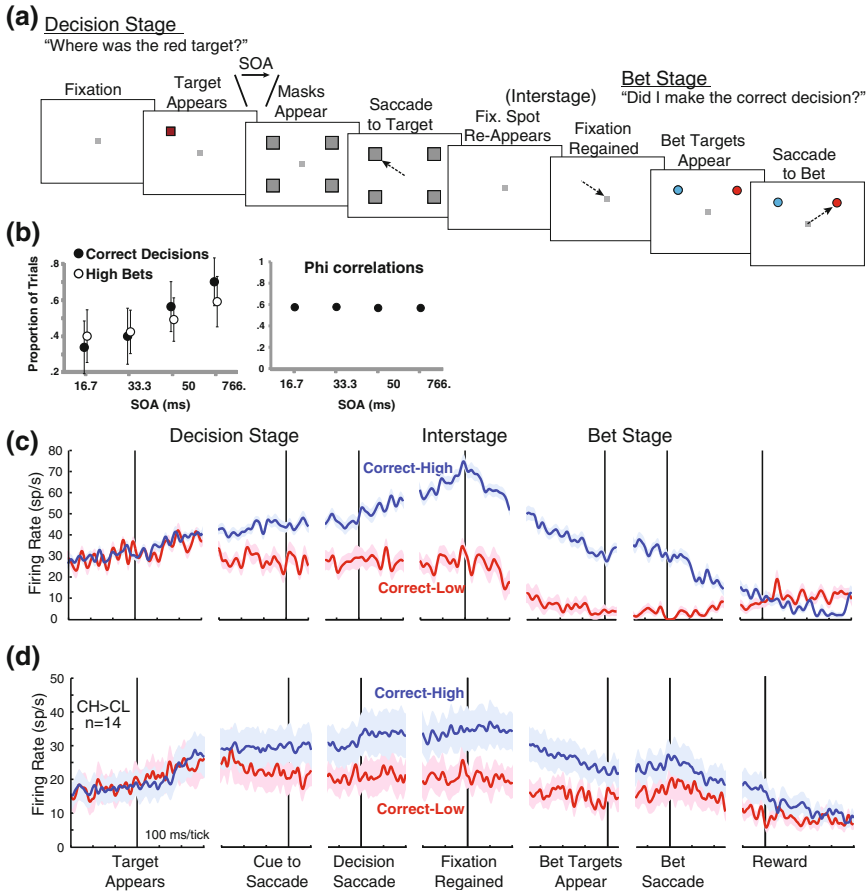 (a)
Decision Stage
“Where was the red target?”
SOA
Fixation
Target
Appears
Masks
Appear
Saccade
to Target
(Interstage)
Fix. Spot
Re-Appears
Fixation
Regained
Bet Stage
“Did I make the correct decision?”
Bet Targets
Appear
Saccade
to Bet
(b)
Correct Decisions
High Bets
Proportion of Trials
.8
.6
.4
.2
16.7 33.3 50 766.
SOA (ms)
Phi correlations
1
.8
.6
.4
.2
0
16.7 33.3 50 766.
SOA (ms)
(c)
Decision Stage Interstage Bet Stage
Firing Rate (sp/s)
80
70
60
50
40
30
20
10
0
Correct-High
Correct-Low
(d)
Firing Rate (sp/s)
50
40
30
20
10
0
CH>CL
n=14
Correct-High
Correct-Low
100 ms/tick
Target
Appears
Cue to
Saccade
Decision
Saccade
Fixation
Regained
Bet Targets
Appear
Bet
Saccade
Reward